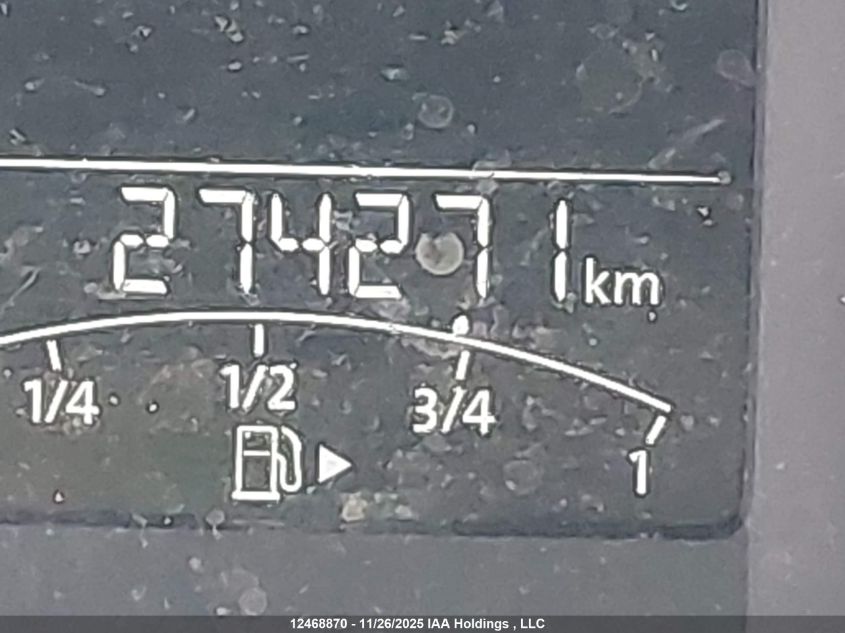 274271 km
1/4 1/2 3/4 1
12468870 - 11/26/2025 IAA Holdings , LLC